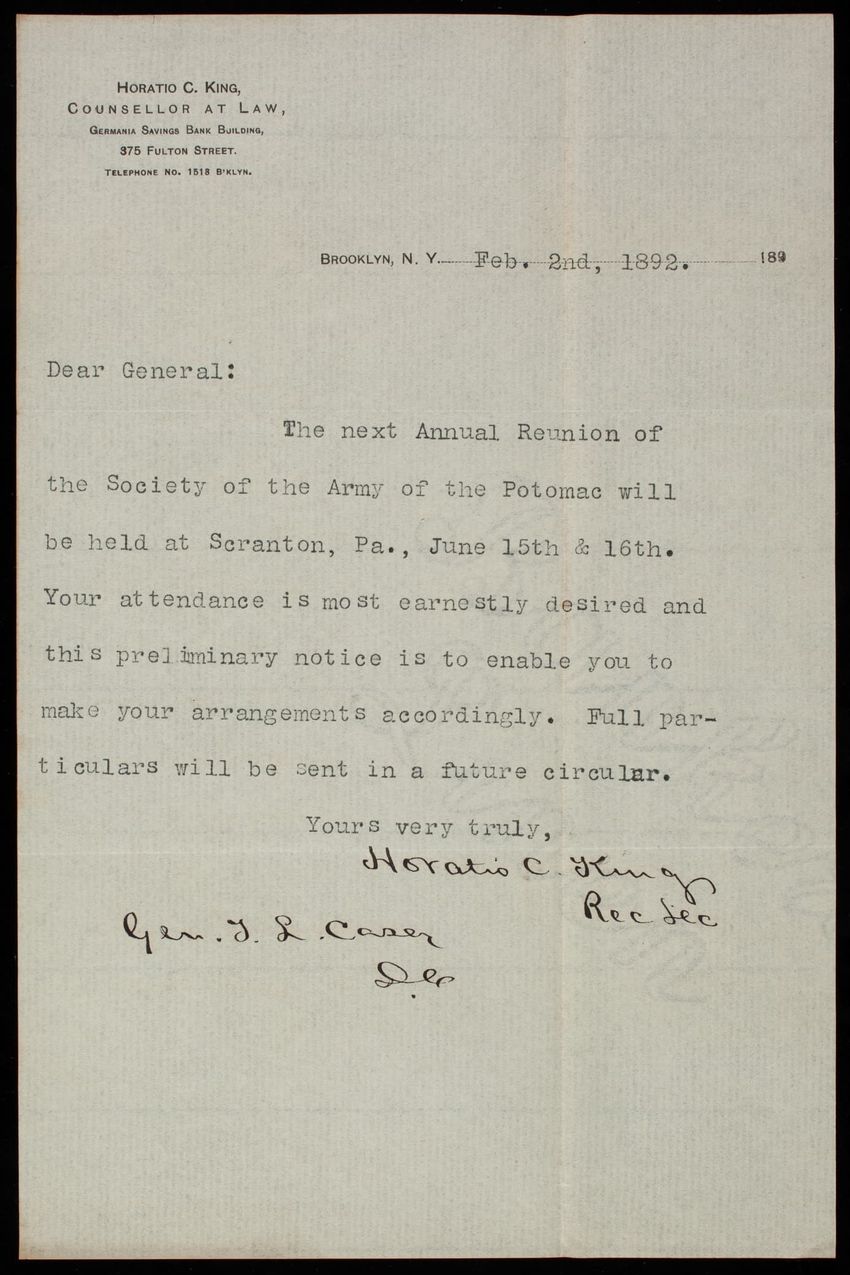 HORATIO C. KING,
COUNSELLOR AT LAW,
GERMANIA SAVINGS BANK BUILDING,
375 FULTON STREET.
TELEPHONE NO. 1518 B'KLYN.
BROOKLYN, N. Y. Feb. 2nd, 1892. 189
Dear General:
The next Annual Reunion of
the Society of the Army of the Potomac will
be held at Scranton, Pa., June 15th & 16th.
Your attendance is most earnestly desired and
this preliminary notice is to enable you to
make your arrangements accordingly. Full par-
ticulars will be sent in a future circular.
Yours very truly,
Horatio C. King
Rec Sec
Gen. T. L. Casey
D.C.